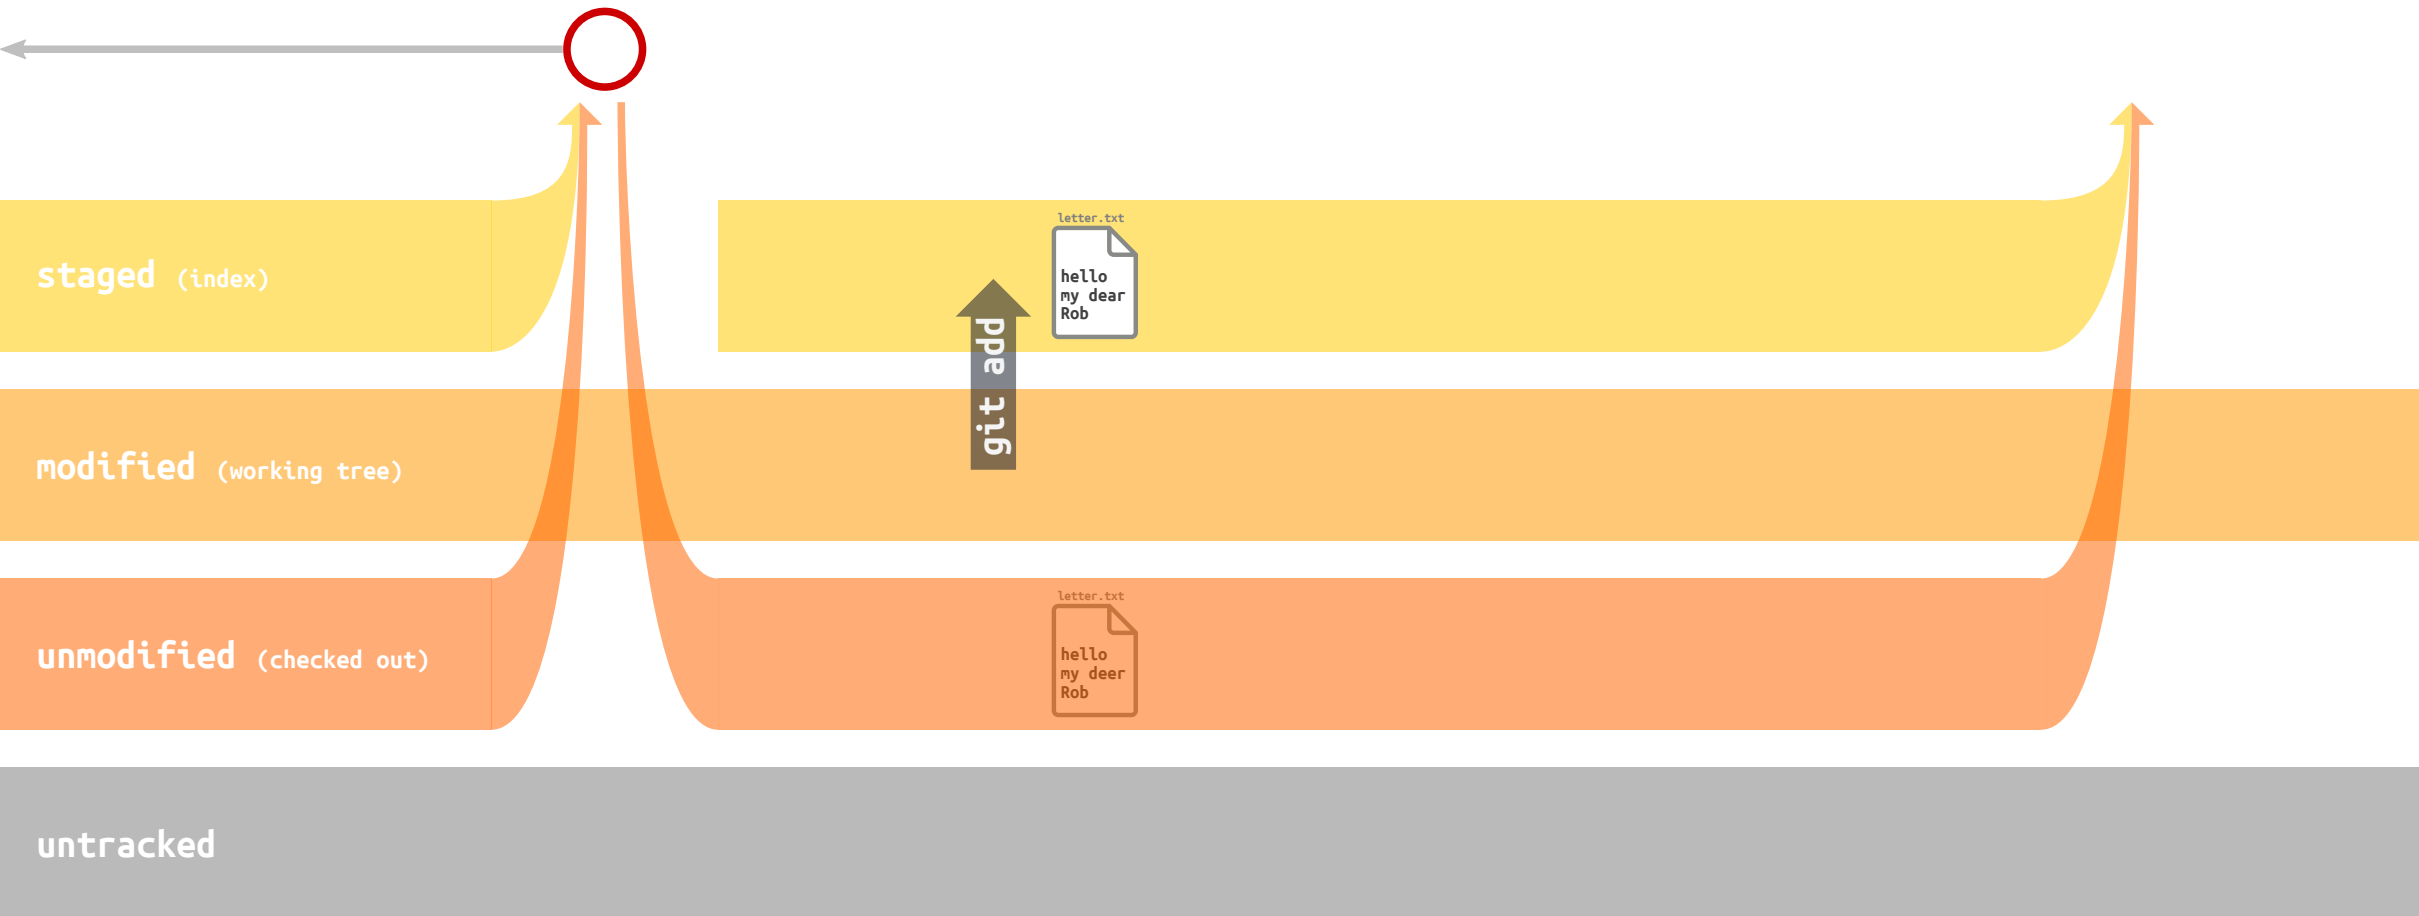 letter.txt
hello
my dear
Rob
staged (index)
git add
modified (working tree)
letter.txt
hello
my deer
Rob
unmodified (checked out)
untracked